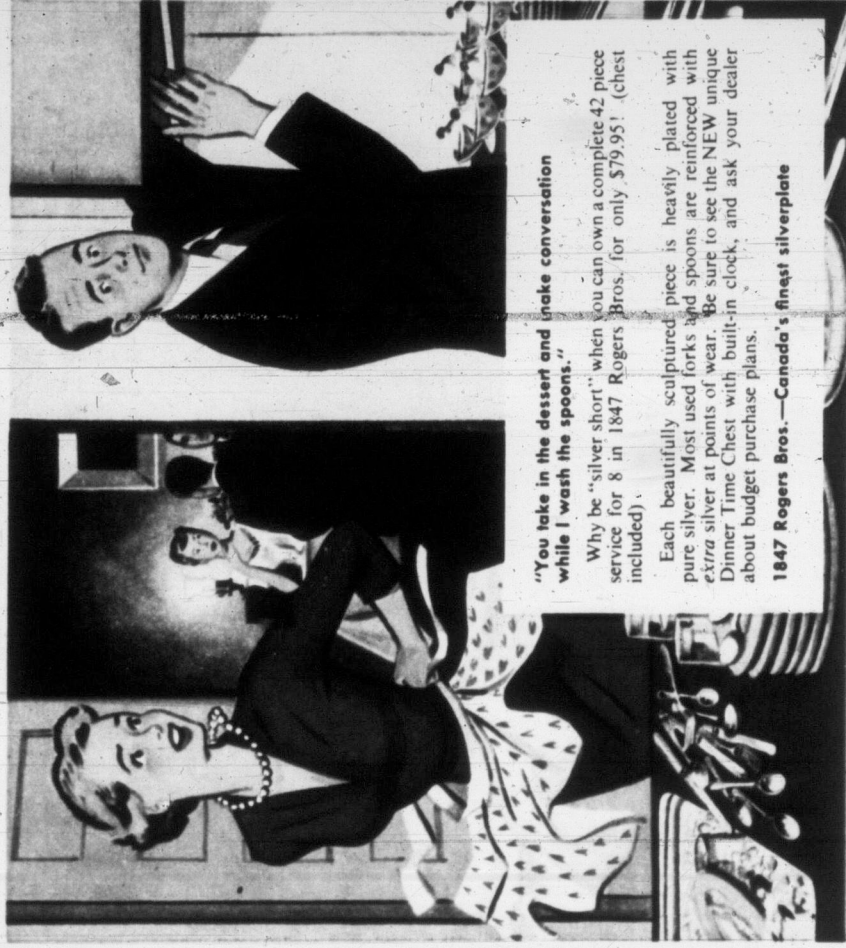 "You take in the dessert and make conversation
while I wash the spoons."
Why be "silver short" when you can own a complete 42 piece
service for 8 in 1847 Rogers Bros. for only $79.95! (chest
included)
Each beautifully sculptured piece is heavily plated with
pure silver. Most used forks and spoons are reinforced with
extra silver at points of wear. Be sure to see the NEW unique
Dinner Time Chest with built-in clock, and ask your dealer
about budget purchase plans.
1847 Rogers Bros.—Canada's finest silverplate